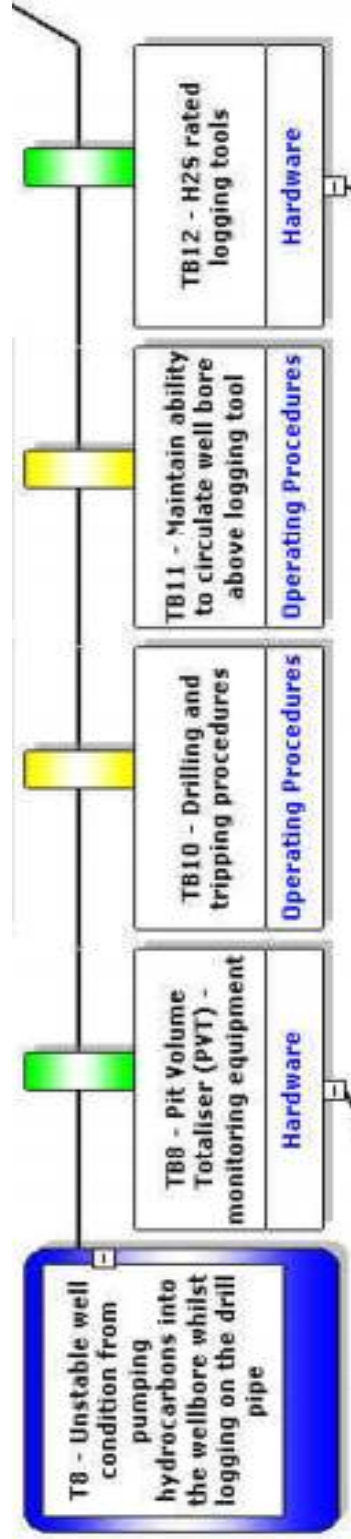 T8 - Unstable well
condition from
pumping
hydrocarbons into
the wellbore whilst
logging on the drill
pipe
TB8 - Pit Volume
Totaliser (PVT) -
monitoring equipment
Hardware
TB10 - Drilling and
tripping procedures
Operating Procedures
TB11 - Maintain ability
to circulate well bore
above logging tool
Operating Procedures
TB12 - H2S rated
logging tools
Hardware